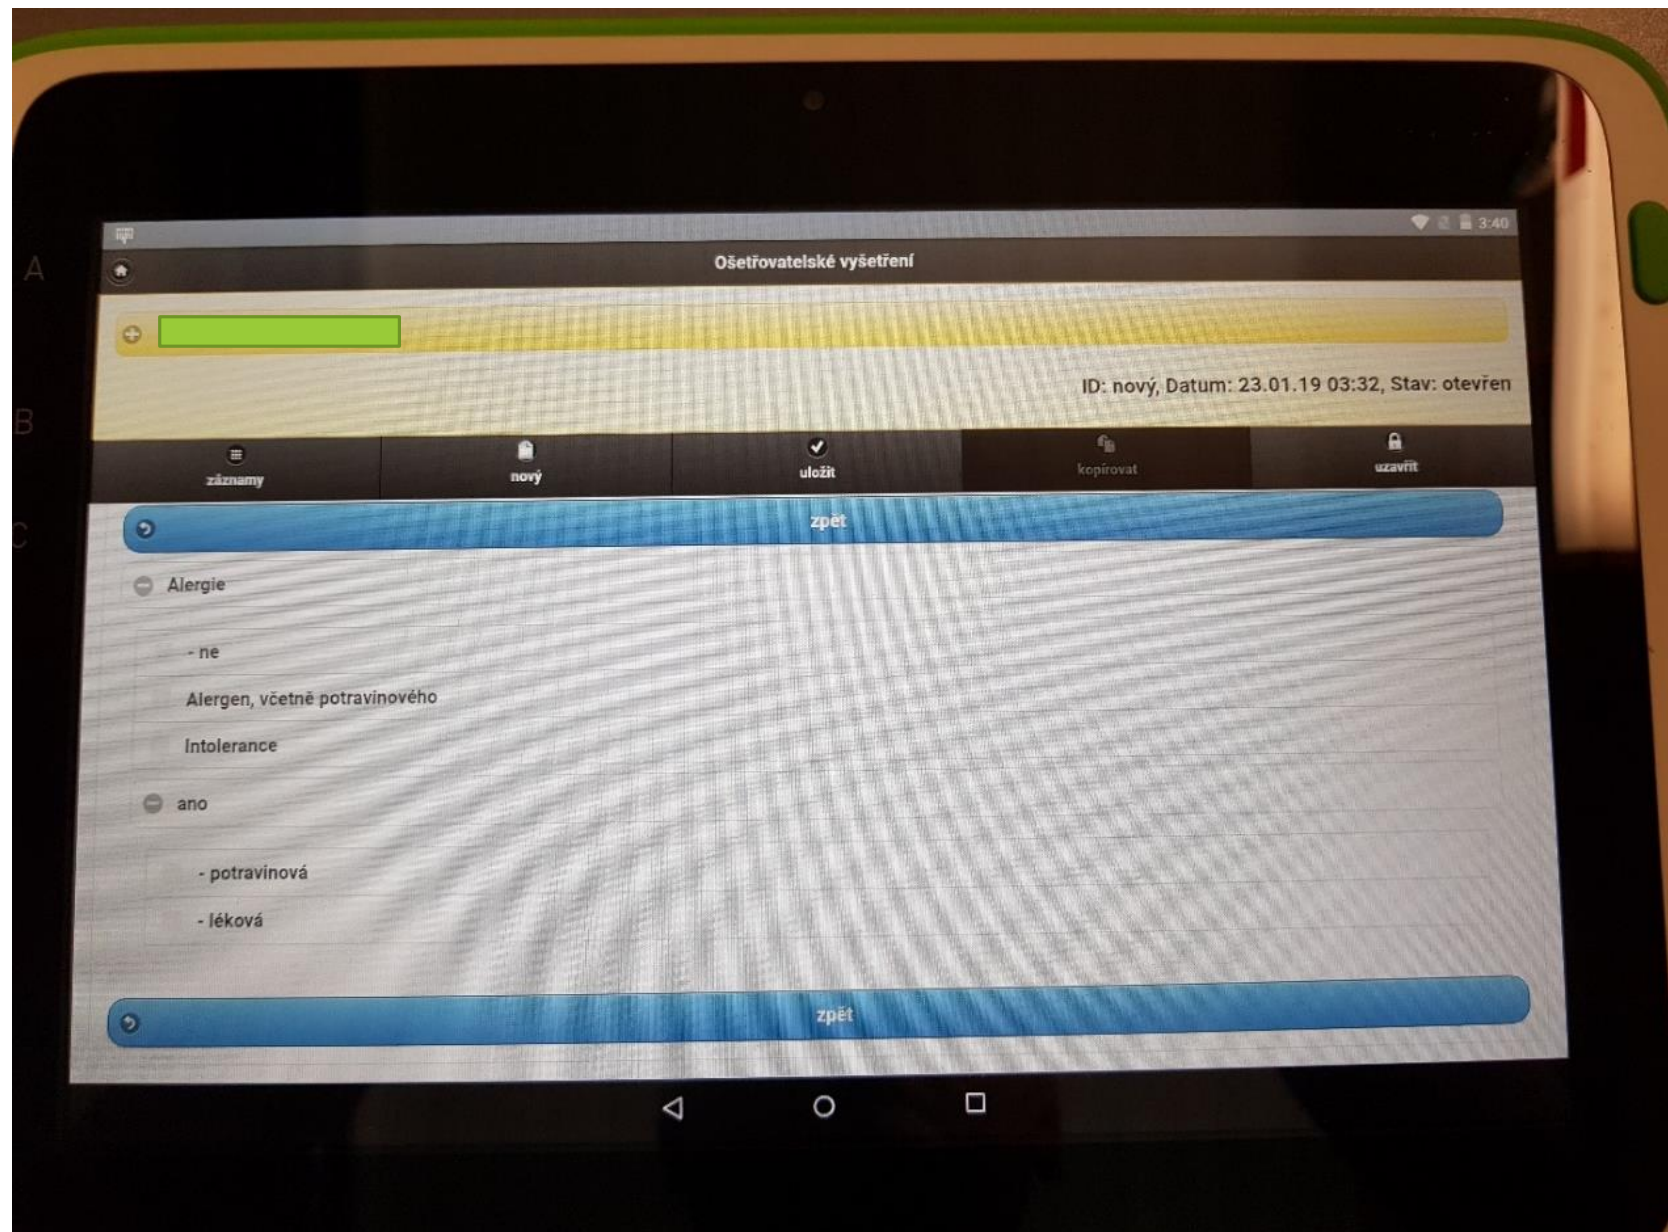 3:40
Ošetřovatelské vyšetření
ID: nový, Datum: 23.01.19 03:32, Stav: otevřen
záznamy nový uložit kopírovat uzavřít
zpět
Alergie
- ne
Alergen, včetně potravinového
Intolerance
ano
- potravinová
- léková
zpět
A
B
C